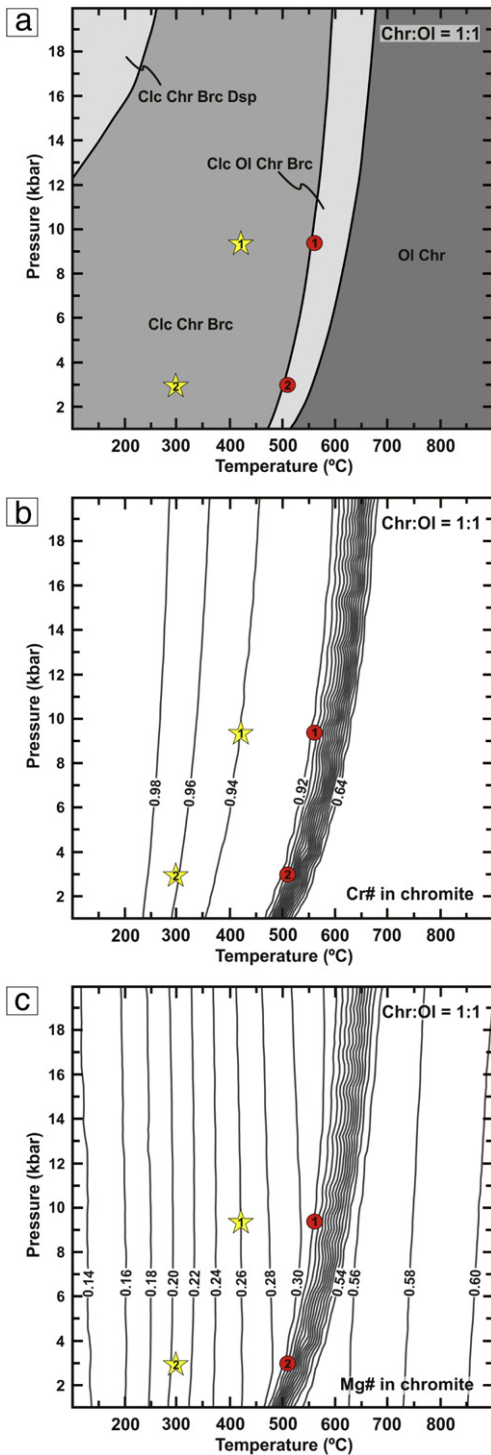 a
Chr:Ol = 1:1
Clc Chr Brc Dsp
Clc Ol Chr Brc
Ol Chr
Clc Chr Brc
1
1
2
2
18
16
14
12
10
8
6
4
2
Pressure (kbar)
200 300 400 500 600 700 800
Temperature (ºC)
b
Chr:Ol = 1:1
18
16
14
12
10
8
6
4
2
Pressure (kbar)
1
1
2
2
0.98
0.96
0.94
0.92
0.64
Cr# in chromite
200 300 400 500 600 700 800
Temperature (ºC)
c
Chr:Ol = 1:1
18
16
14
12
10
8
6
4
2
Pressure (kbar)
1
1
2
2
0.14
0.16
0.18
0.20
0.22
0.24
0.26
0.28
0.30
0.54
0.56
0.58
0.60
Mg# in chromite
200 300 400 500 600 700 800
Temperature (ºC)